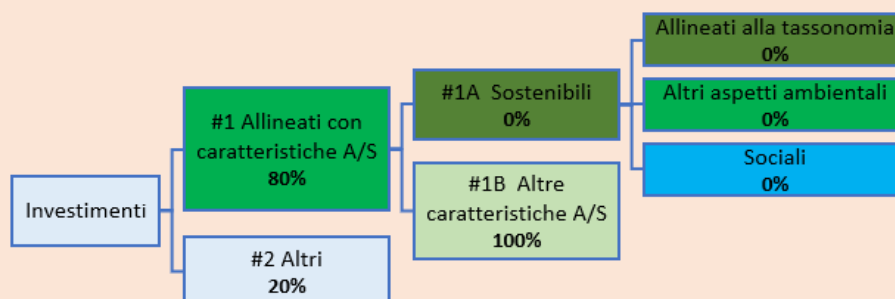 Investimenti
#1 Allineati con
caratteristiche A/S
80%
#2 Altri
20%
#1A Sostenibili
0%
#1B Altre
caratteristiche A/S
100%
Allineati alla tassonomia
0%
Altri aspetti ambientali
0%
Sociali
0%